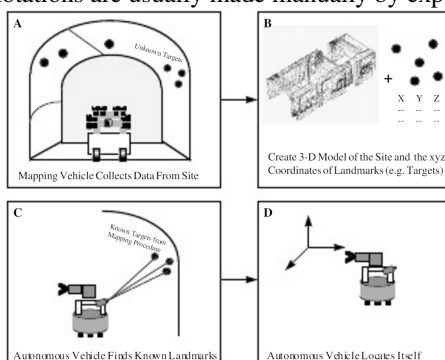 notations are usually made manually by exp
A
Unknown Targets
Mapping Vehicle Collects Data From Site
B
+
X Y Z
-- -- --
-- -- --
Create 3-D Model of the Site and the xyz
Coordinates of Landmarks (e.g. Targets)
C
Known Targets from
Mapping Procedure
Autonomous Vehicle Finds Known Landmarks
D
Autonomous Vehicle Locates Itself